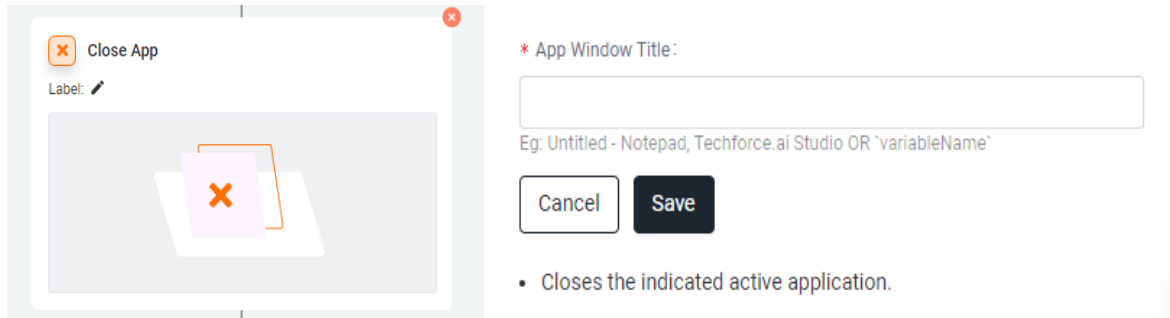 Close App
Label:
* App Window Title:
Eg: Untitled - Notepad, Techforce.ai Studio OR `variableName`
Cancel
Save
• Closes the indicated active application.